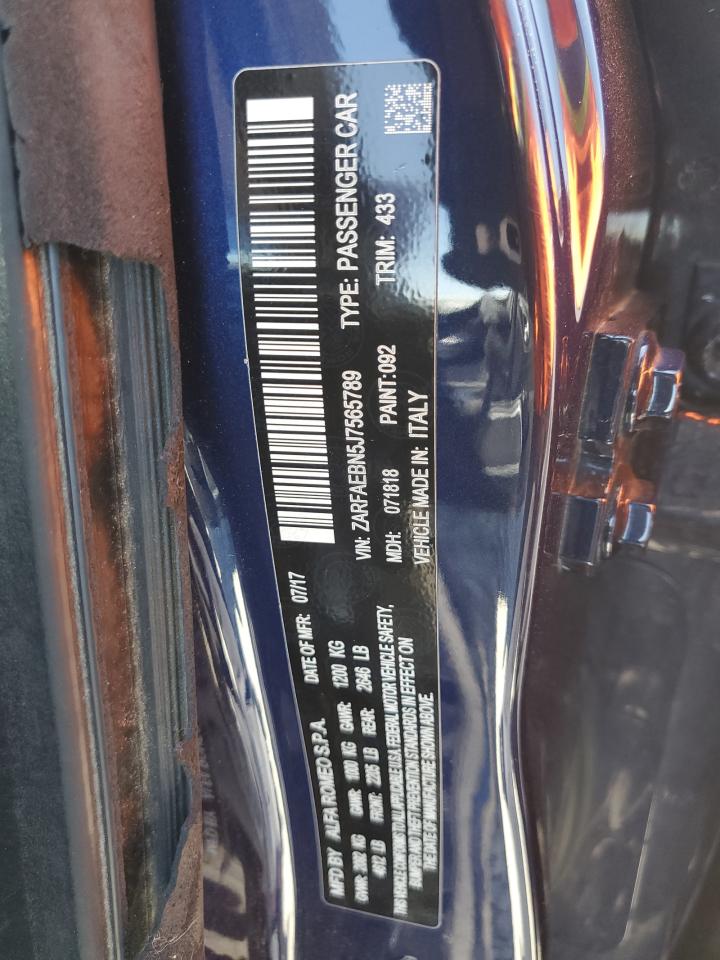 MFD BY ALFA ROMEO S.P.A. DATE OF MFR: 07/17
GAWR: 1200 KG
REAR: 2646 LB
THIS VEHICLE CONFORMS TO ALL APPLICABLE U.S.A. FEDERAL MOTOR VEHICLE SAFETY,
BUMPER AND THEFT PREVENTION STANDARDS IN EFFECT ON
THE DATE OF MANUFACTURE SHOWN ABOVE.
VIN: ZARFAEBN5J7565789 TYPE: PASSENGER CAR
MDH: 071818 PAINT:092 TRIM: 433
VEHICLE MADE IN: ITALY